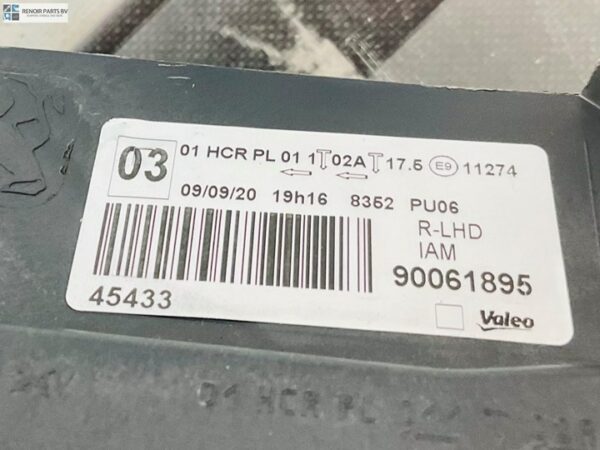 RENOIR PARTS BV
03
01 HCR PL 01 1 02A 17.5 E9 11274
09/09/20 19h16 8352 PU06
R-LHD
IAM
90061895
45433
Valeo
24V 01 HCR PL